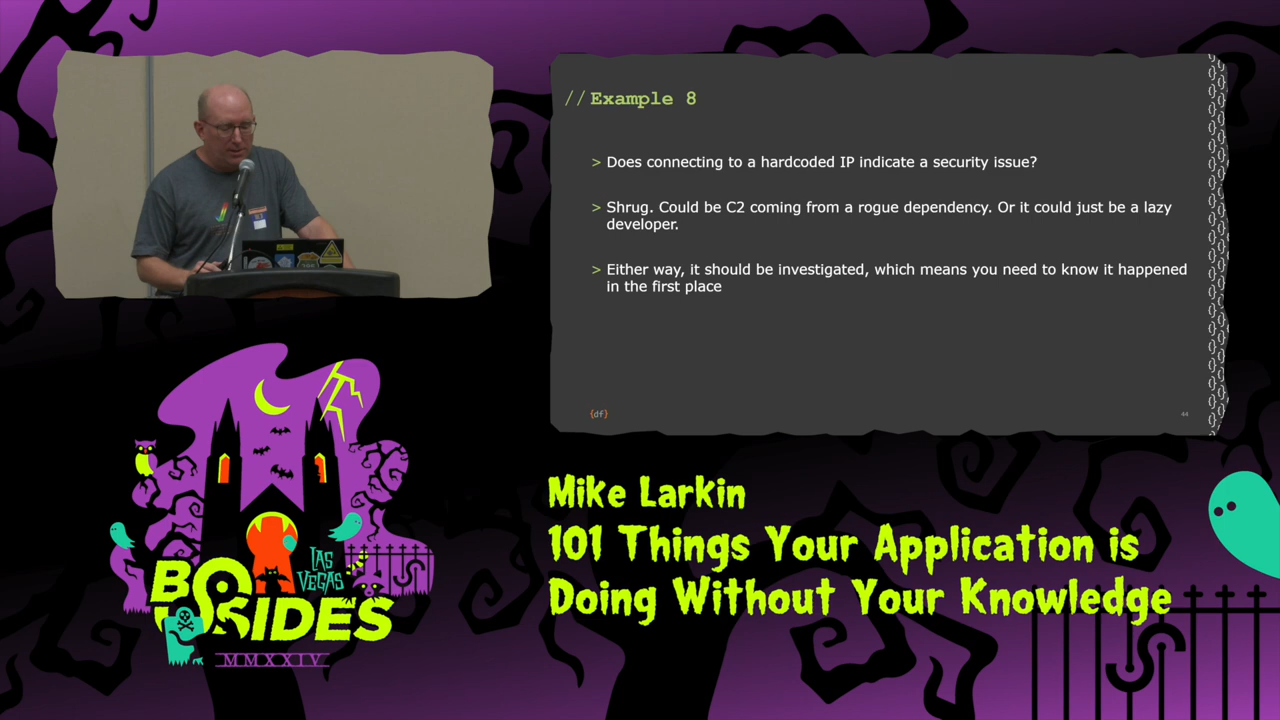 // Example 8
> Does connecting to a hardcoded IP indicate a security issue?
> Shrug. Could be C2 coming from a rogue dependency. Or it could just be a lazy
developer.
> Either way, it should be investigated, which means you need to know it happened
in the first place
{df}
44
Mike Larkin
101 Things Your Application is
Doing Without Your Knowledge
LAS
VEGAS
BSIDES
MMXXIV